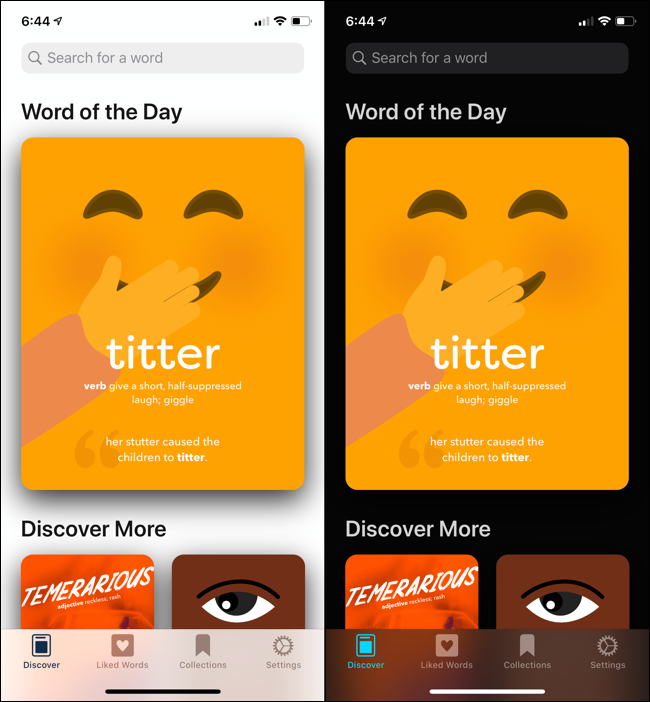 6:44
Search for a word
Word of the Day
titter
verb give a short, half-suppressed
laugh; giggle
“
her stutter caused the
children to titter.
Discover More
TEMERARIOUS
adjective reckless; rash
Discover
Liked Words
Collections
Settings
6:44
Search for a word
Word of the Day
titter
verb give a short, half-suppressed
laugh; giggle
“
her stutter caused the
children to titter.
Discover More
TEMERARIOUS
adjective reckless; rash
Discover
Liked Words
Collections
Settings